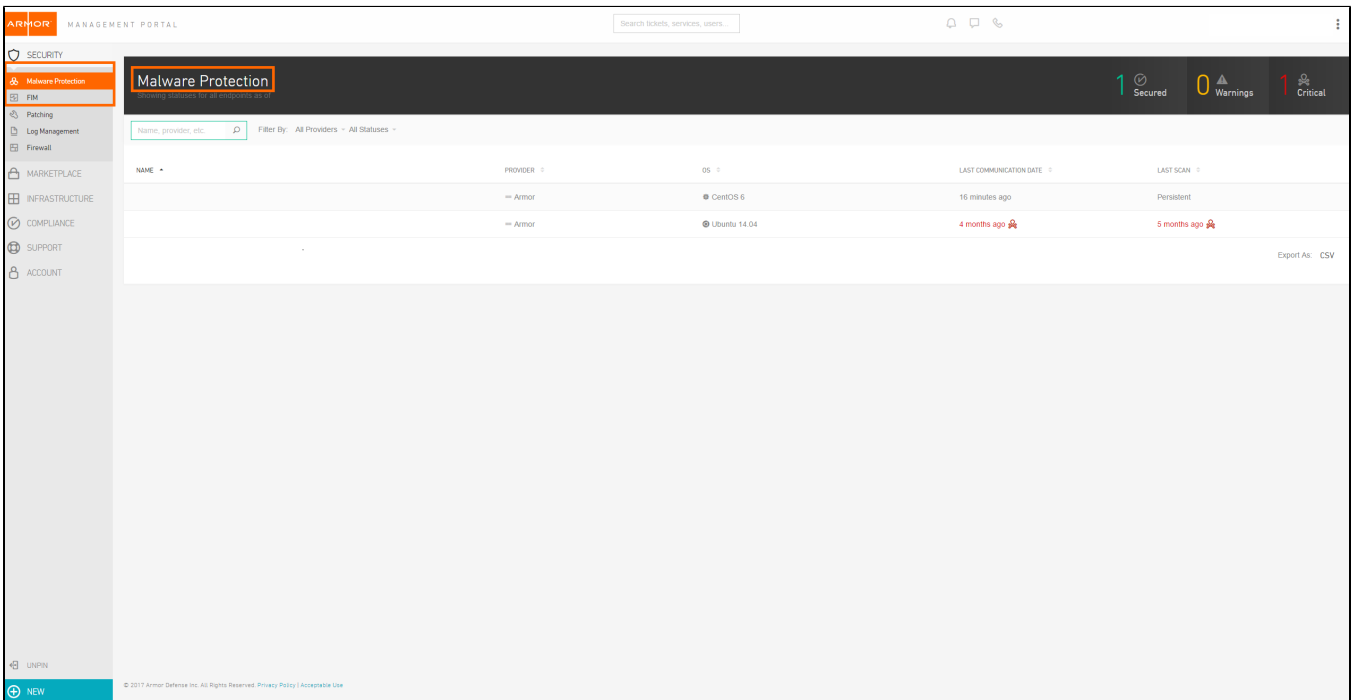 ARMOR MANAGEMENT PORTAL
Search tickets, services, users...
SECURITY
Malware Protection
FIM
Patching
Log Management
Firewall
MARKETPLACE
INFRASTRUCTURE
COMPLIANCE
SUPPORT
ACCOUNT
UNPIN
NEW
Malware Protection
Showing statuses for all endpoints as of
1 Secured
0 Warnings
1 Critical
Name, provider, etc.
Filter By: All Providers All Statuses
NAME PROVIDER OS LAST COMMUNICATION DATE LAST SCAN
Armor CentOS 6 16 minutes ago Persistent
Armor Ubuntu 14.04 4 months ago 5 months ago
Export As: CSV
© 2017 Armor Defense Inc. All Rights Reserved. Privacy Policy | Acceptable Use